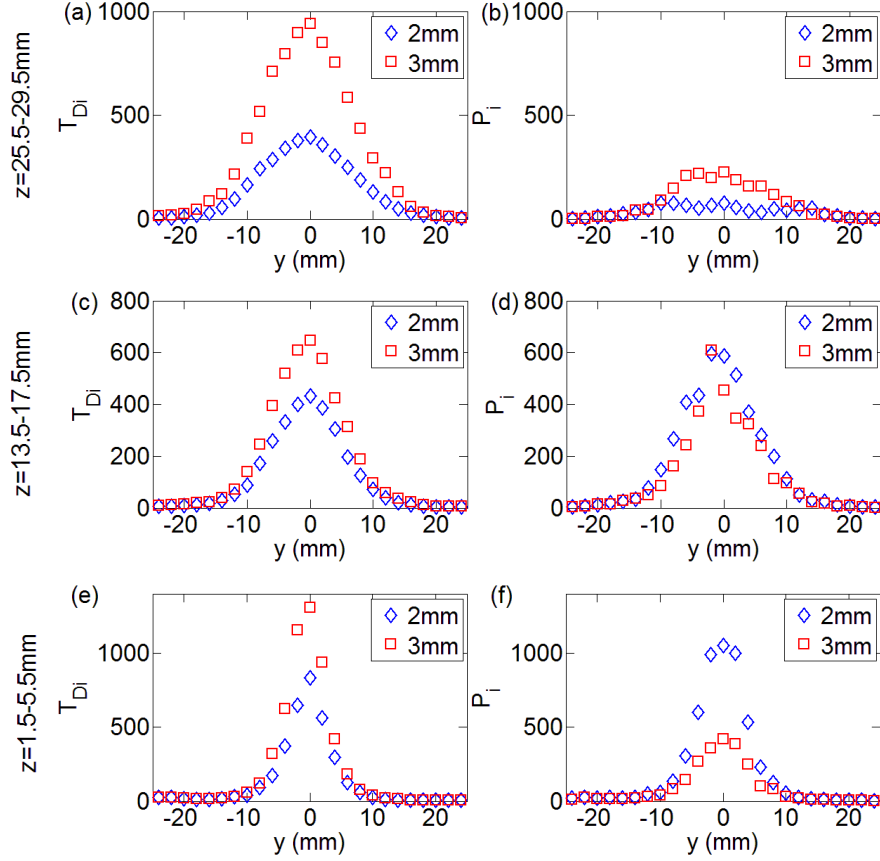 (a) (b)
z=25.5-29.5mm
T_Di
1000
500
0
2mm
3mm
-20 -10 0 10 20
y (mm)
P_i
1000
500
0
2mm
3mm
-20 -10 0 10 20
y (mm)
(c) (d)
z=13.5-17.5mm
T_Di
800
600
400
200
0
2mm
3mm
-20 -10 0 10 20
y (mm)
P_i
800
600
400
200
0
2mm
3mm
-20 -10 0 10 20
y (mm)
(e) (f)
z=1.5-5.5mm
T_Di
1000
500
0
2mm
3mm
-20 -10 0 10 20
y (mm)
P_i
1000
500
0
2mm
3mm
-20 -10 0 10 20
y (mm)